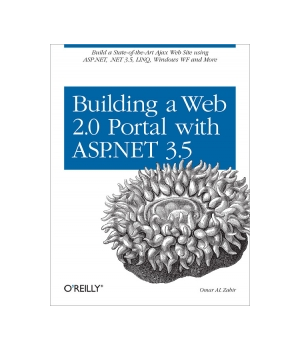 Build a State-of-the-Art Ajax Web Site using
ASP.NET, .NET 3.5, LINQ, Windows WF and More
Building a Web
2.0 Portal with
ASP.NET 3.5
O'REILLY®
Omar AL Zabir